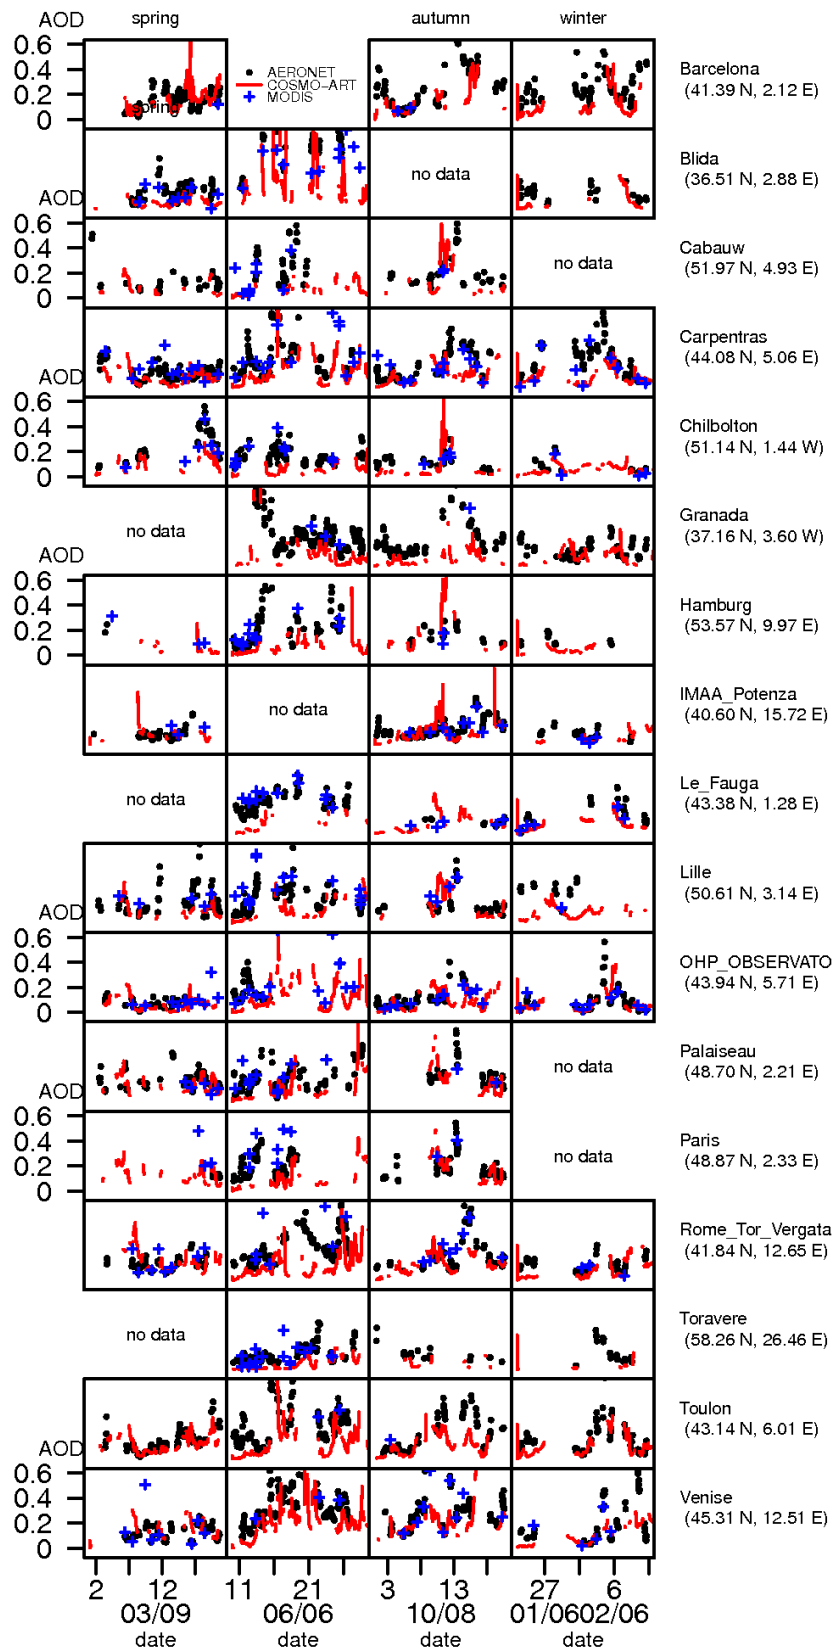 AOD spring autumn winter
0.6
0.4
0.2
0
spring
AERONET
COSMO-ART
MODIS
Barcelona
(41.39 N, 2.12 E)
AOD
no data
Blida
(36.51 N, 2.88 E)
0.6
0.4
0.2
0
no data
Cabauw
(51.97 N, 4.93 E)
AOD
Carpentras
(44.08 N, 5.06 E)
0.6
0.4
0.2
0
Chilbolton
(51.14 N, 1.44 W)
AOD
no data
Granada
(37.16 N, 3.60 W)
0.6
0.4
0.2
0
Hamburg
(53.57 N, 9.97 E)
no data
IMAA_Potenza
(40.60 N, 15.72 E)
no data
Le_Fauga
(43.38 N, 1.28 E)
AOD
Lille
(50.61 N, 3.14 E)
0.6
0.4
0.2
0
OHP_OBSERVATO
(43.94 N, 5.71 E)
AOD
no data
Palaiseau
(48.70 N, 2.21 E)
0.6
0.4
0.2
0
no data
Paris
(48.87 N, 2.33 E)
Rome_Tor_Vergata
(41.84 N, 12.65 E)
no data
Toravere
(58.26 N, 26.46 E)
AOD
Toulon
(43.14 N, 6.01 E)
0.6
0.4
0.2
0
Venise
(45.31 N, 12.51 E)
2 12 11 21 3 13 27 6
03/09 06/06 10/08 01/06 02/06
date date date date